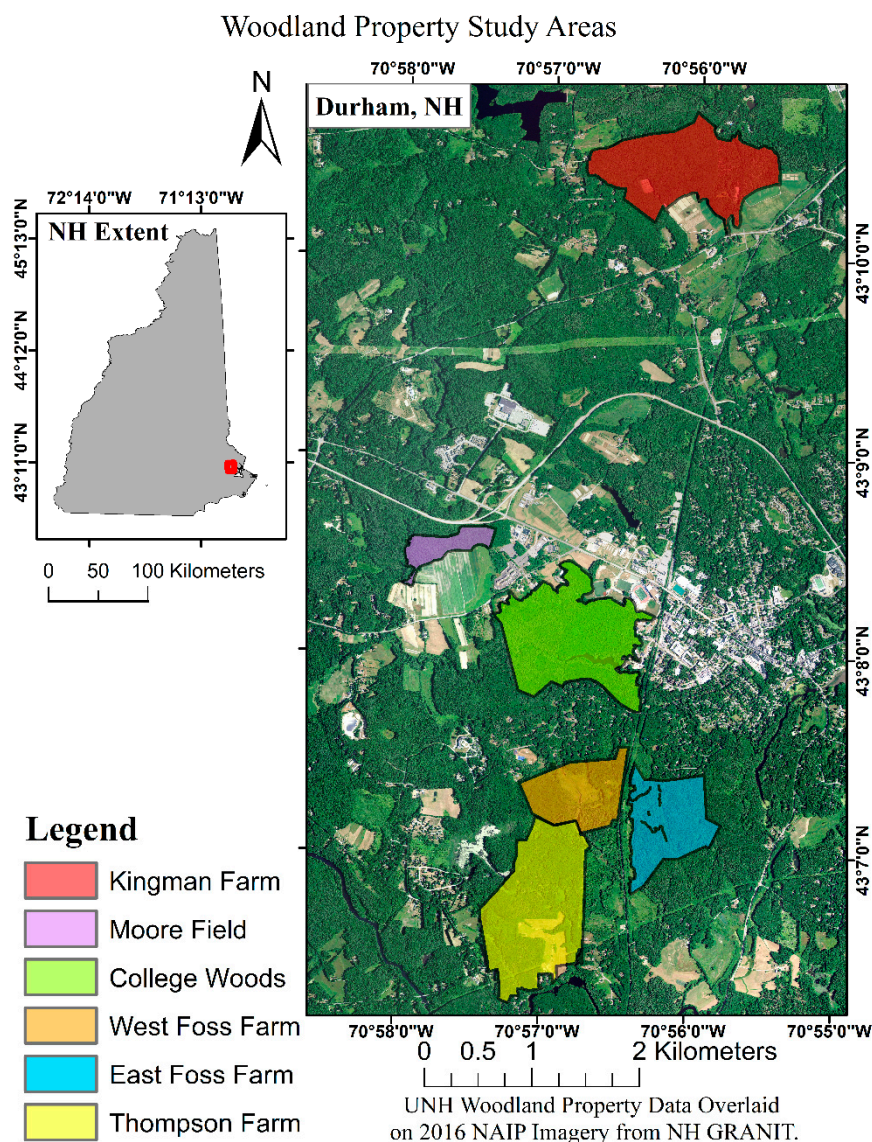 Woodland Property Study Areas
70°58'0"W 70°57'0"W 70°56'0"W
N
Durham, NH
72°14'0"W 71°13'0"W
NH Extent
45°13'0"N
44°12'0"N
43°11'0"N
0 50 100 Kilometers
43°10'0"N
43°9'0"N
43°8'0"N
43°7'0"N
Legend
Kingman Farm
Moore Field
College Woods
West Foss Farm
East Foss Farm
Thompson Farm
70°58'0"W 70°57'0"W 70°56'0"W 70°55'0"W
0 0.5 1 2 Kilometers
UNH Woodland Property Data Overlaid
on 2016 NAIP Imagery from NH GRANIT.